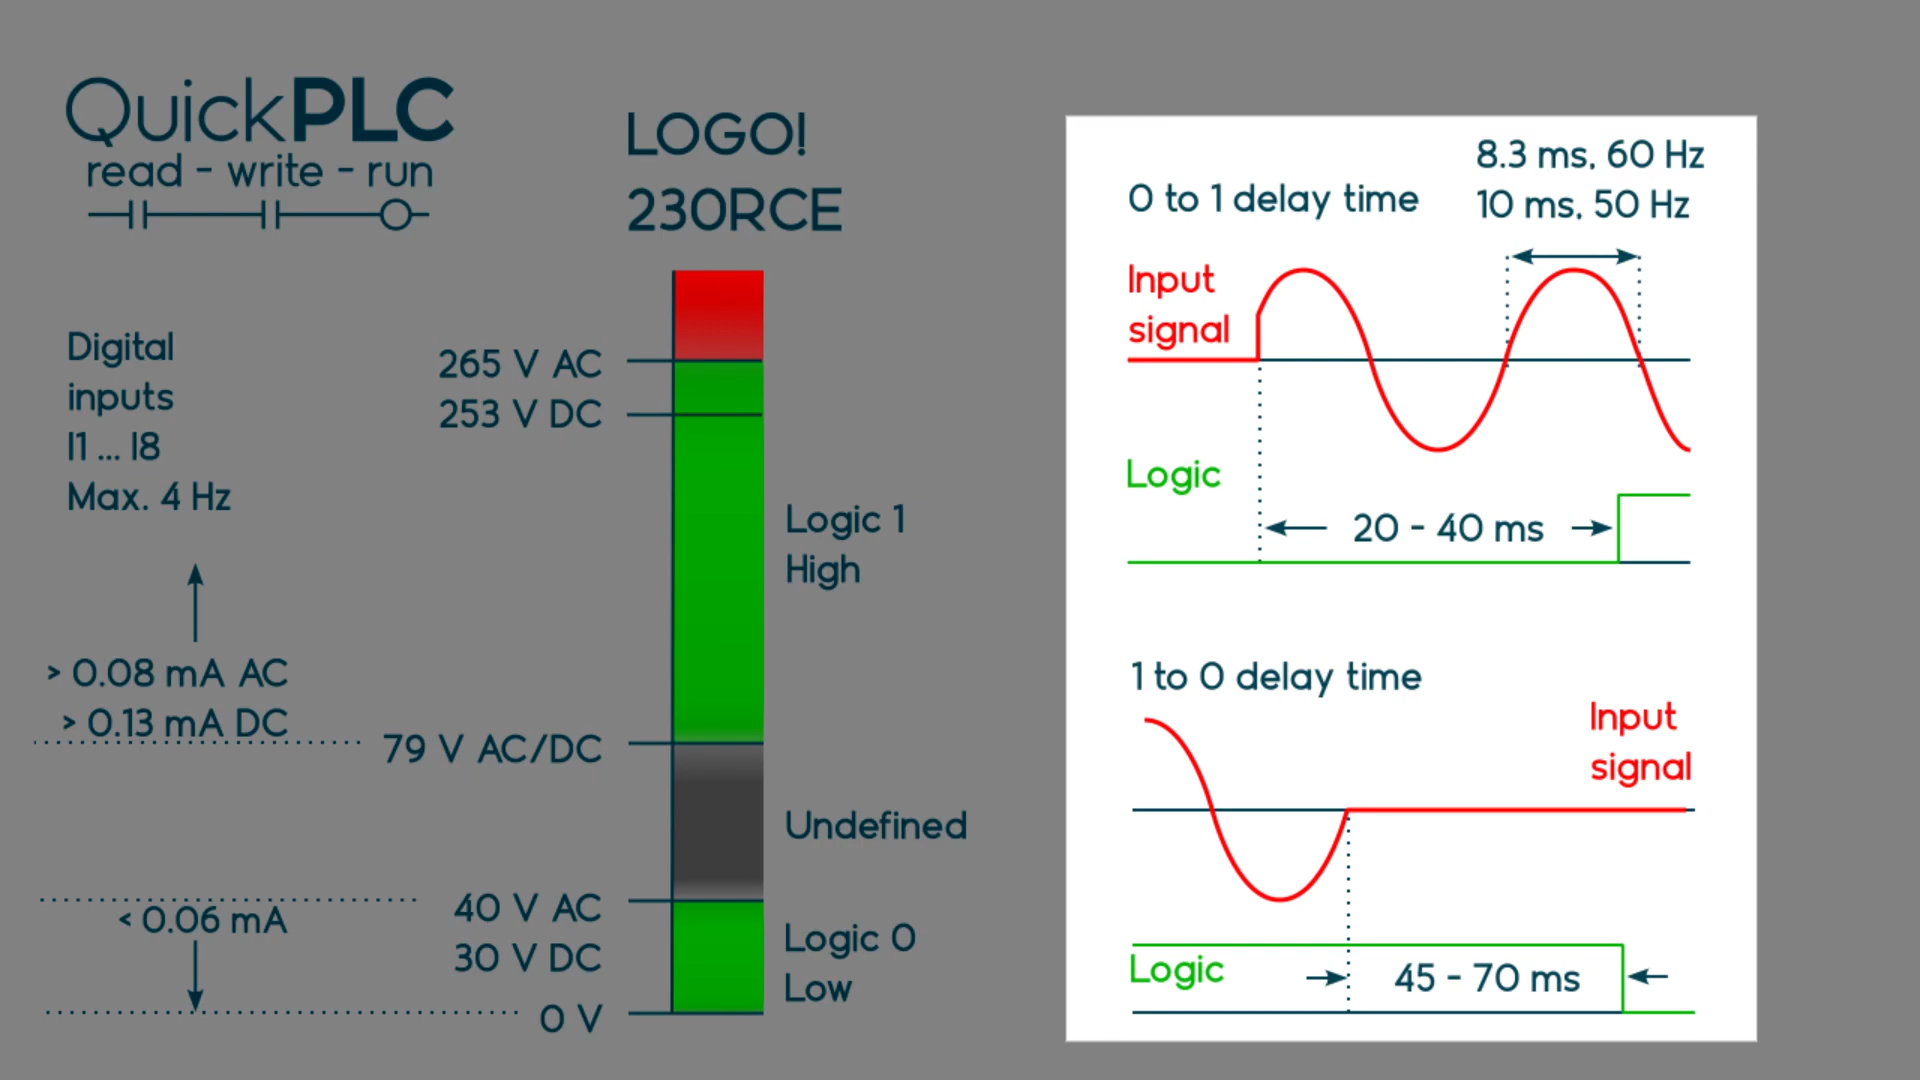 QuickPLC
read - write - run
LOGO!
230RCE
Digital
inputs
I1 ... I8
Max. 4 Hz
> 0.08 mA AC
> 0.13 mA DC
< 0.06 mA
265 V AC
253 V DC
79 V AC/DC
40 V AC
30 V DC
0 V
Logic 1
High
Undefined
Logic 0
Low
0 to 1 delay time
8.3 ms, 60 Hz
10 ms, 50 Hz
Input
signal
Logic
20 - 40 ms
1 to 0 delay time
Input
signal
Logic
45 - 70 ms